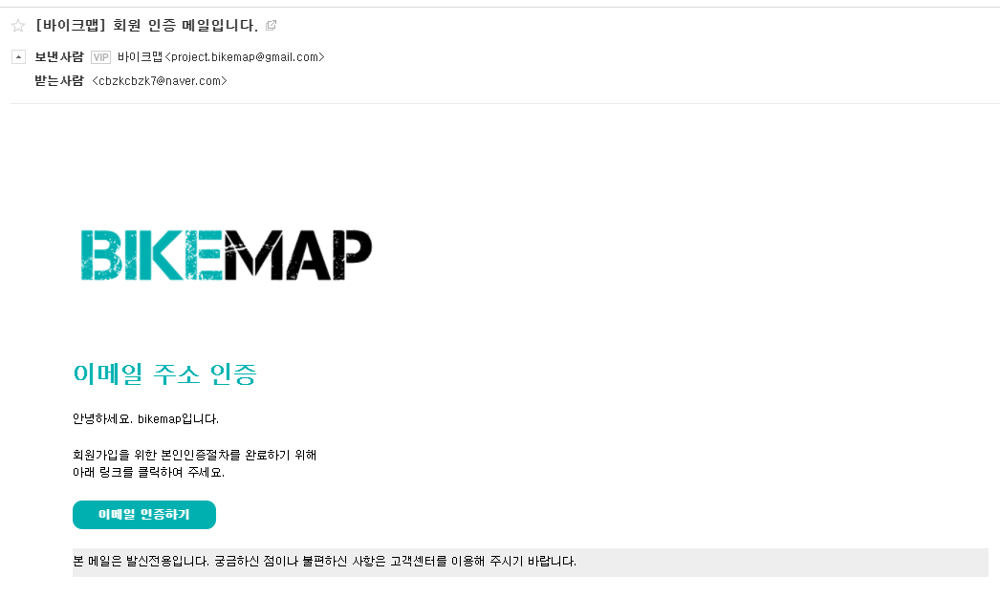 [바이크맵] 회원 인증 메일입니다.
보낸사람 VIP 바이크맵<project.bikemap@gmail.com>
받는사람 <cbzkcbzk7@naver.com>
BIKEMAP
이메일 주소 인증
안녕하세요. bikemap입니다.
회원가입을 위한 본인인증절차를 완료하기 위해
아래 링크를 클릭하여 주세요.
이메일 인증하기
본 메일은 발신전용입니다. 궁금하신 점이나 불편하신 사항은 고객센터를 이용해 주시기 바랍니다.